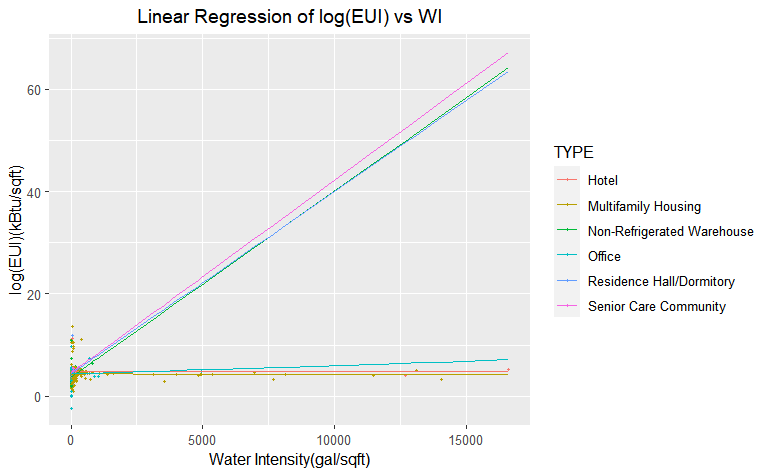 Linear Regression of log(EUI) vs WI
log(EUI)(kBtu/sqft)
60
40
20
0
0
5000
10000
15000
Water Intensity(gal/sqft)
TYPE
Hotel
Multifamily Housing
Non-Refrigerated Warehouse
Office
Residence Hall/Dormitory
Senior Care Community